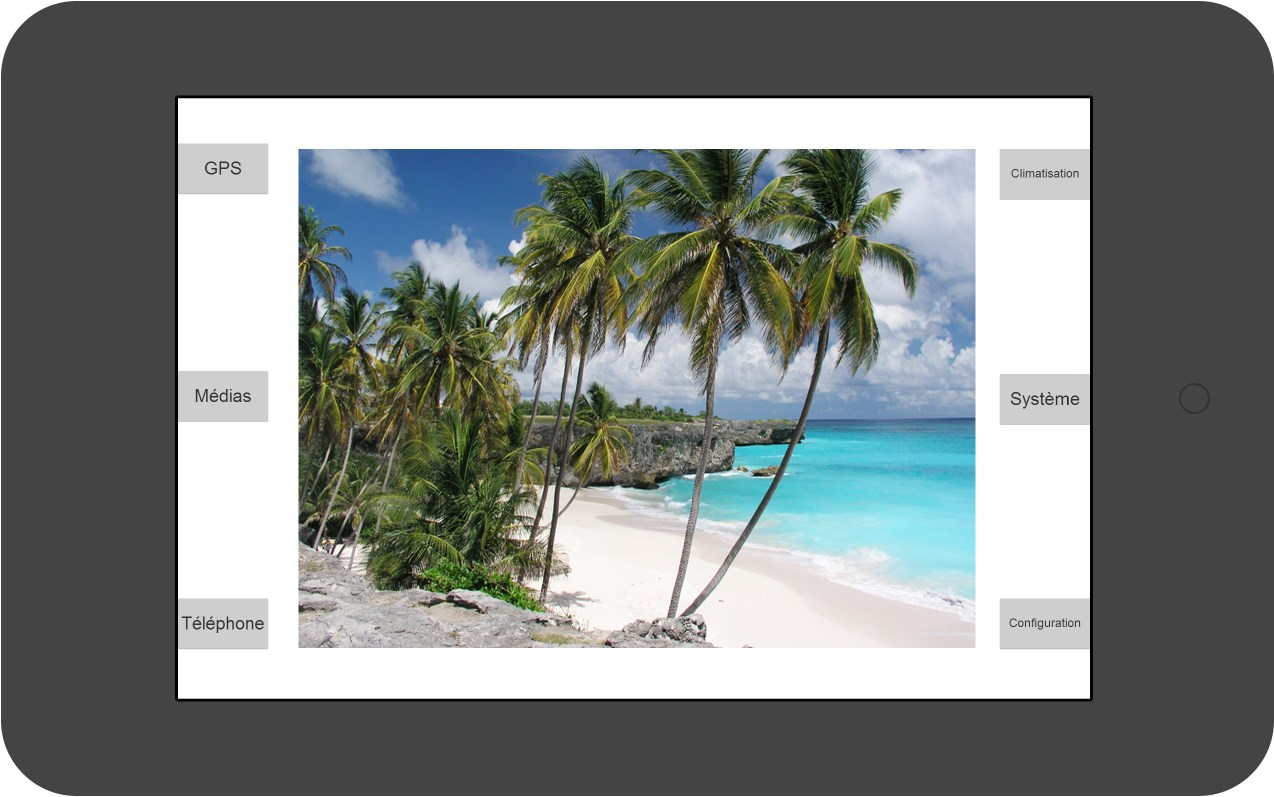 GPS
Climatisation
Médias
Système
Téléphone
Configuration